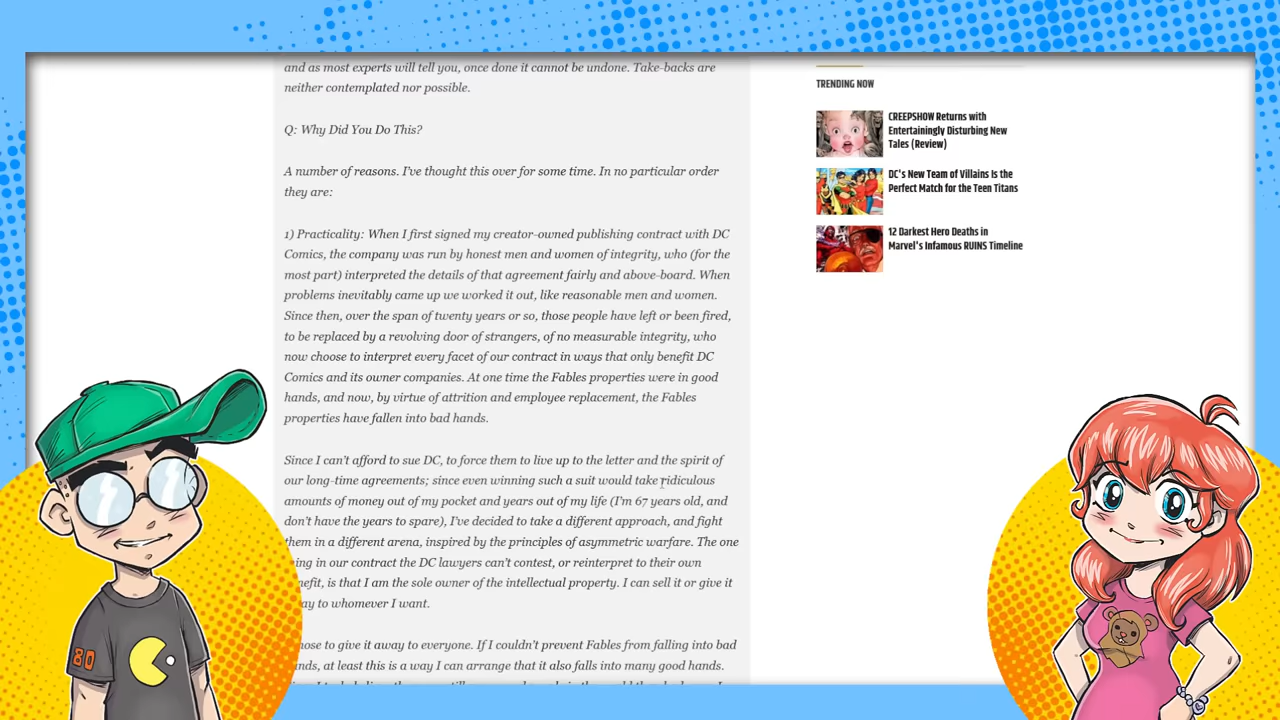 and as most experts will tell you, once done it cannot be undone. Take-backs are
neither contemplated nor possible.
Q: Why Did You Do This?
A number of reasons. I've thought this over for some time. In no particular order
they are:
1) Practicality: When I first signed my creator-owned publishing contract with DC
Comics, the company was run by honest men and women of integrity, who (for the
most part) interpreted the details of that agreement fairly and above-board. When
problems inevitably came up we worked it out, like reasonable men and women.
Since then, over the span of twenty years or so, those people have left or been fired,
to be replaced by a revolving door of strangers, of no measurable integrity, who
now choose to interpret every facet of our contract in ways that only benefit DC
Comics and its owner companies. At one time the Fables properties were in good
hands, and now, by virtue of attrition and employee replacement, the Fables
properties have fallen into bad hands.
Since I can't afford to sue DC, to force them to live up to the letter and the spirit of
our long-time agreements; since even winning such a suit would take ridiculous
amounts of money out of my pocket and years out of my life (I'm 67 years old, and
don't have the years to spare), I've decided to take a different approach, and fight
them in a different arena, inspired by the principles of asymmetric warfare. The one
ing in our contract the DC lawyers can't contest, or reinterpret to their own
nefit, is that I am the sole owner of the intellectual property. I can sell it or give it
ay to whomever I want.
hose to give it away to everyone. If I couldn't prevent Fables from falling into bad
nds, at least this is a way I can arrange that it also falls into many good hands.
TRENDING NOW
CREEPSHOW Returns with
Entertainingly Disturbing New
Tales (Review)
DC's New Team of Villains Is the
Perfect Match for the Teen Titans
12 Darkest Hero Deaths in
Marvel's Infamous RUINS Timeline
80